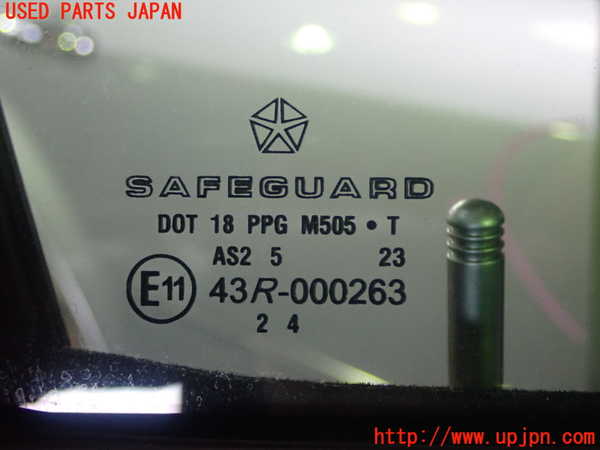 USED PARTS JAPAN
SAFEGUARD
DOT 18 PPG M505 • T
AS2 5 23
E11 43R-000263
2 4
http://www.upjpn.com